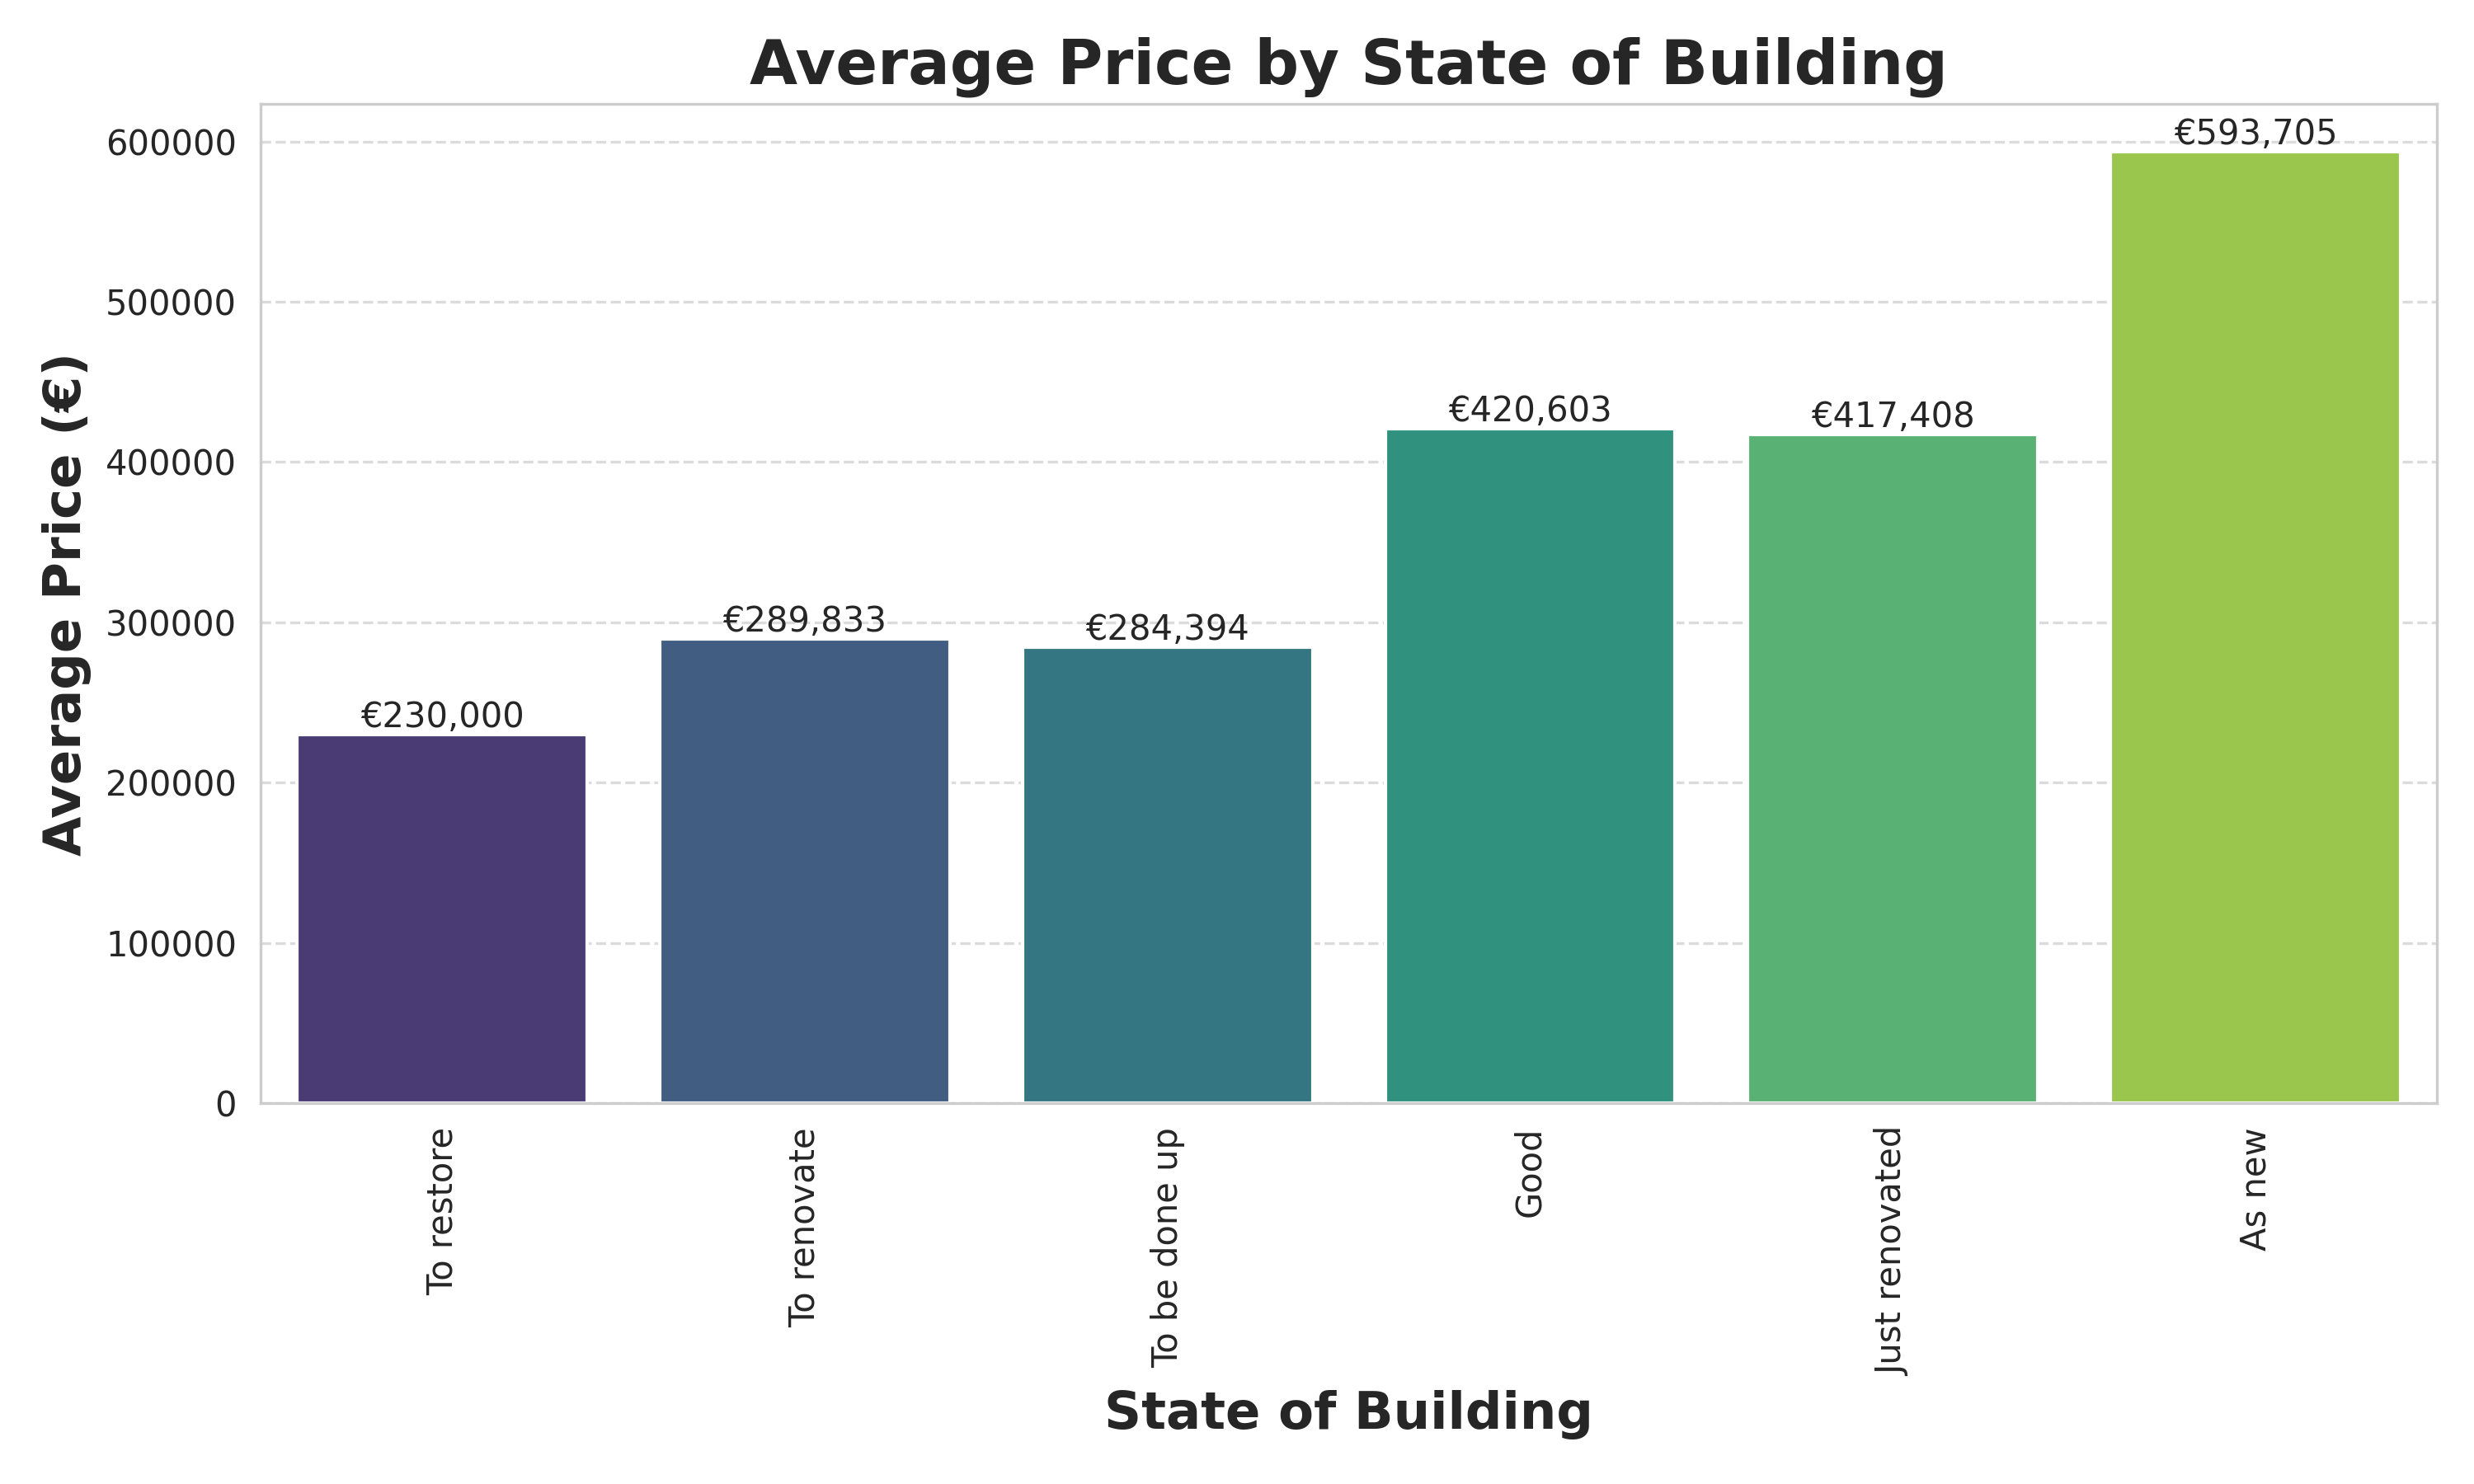 Average Price by State of Building
Average Price (€)
600000
500000
400000
300000
200000
100000
0
€230,000
€289,833
€284,394
€420,603
€417,408
€593,705
To restore
To renovate
To be done up
Good
Just renovated
As new
State of Building